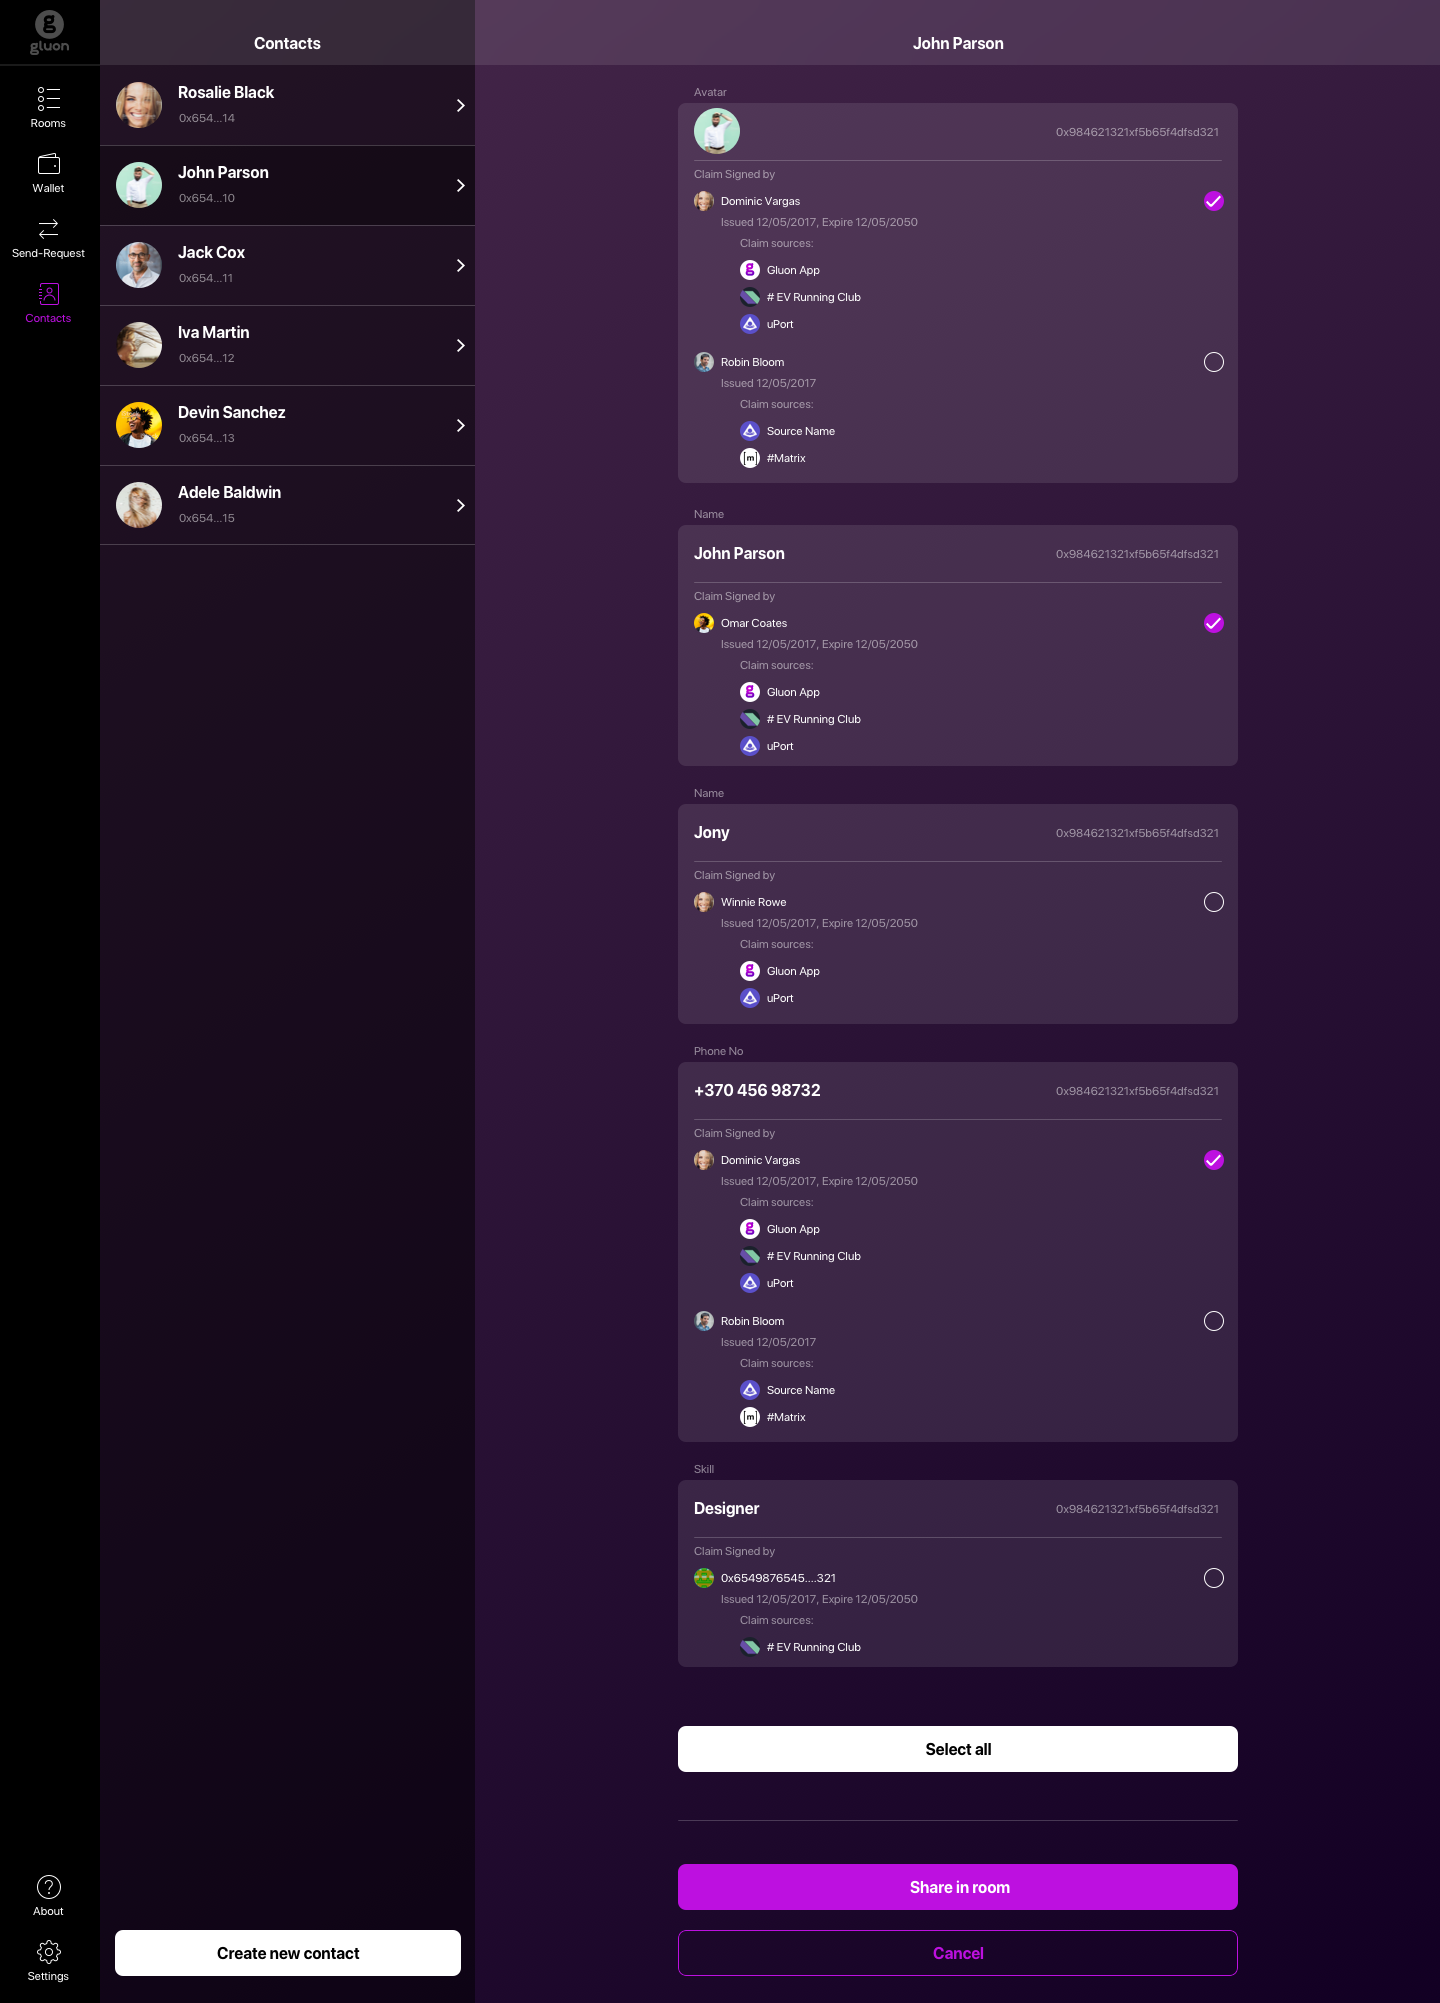 gluon
Rooms
Wallet
Send-Request
Contacts
About
Settings
Contacts
Rosalie Black
0x654...14
John Parson
0x654...10
Jack Cox
0x654...11
Iva Martin
0x654...12
Devin Sanchez
0x654...13
Adele Baldwin
0x654...15
Create new contact
John Parson
Avatar
0x984621321xf5b65f4dfsd321
Claim Signed by
Dominic Vargas
Issued 12/05/2017, Expire 12/05/2050
Claim sources:
Gluon App
# EV Running Club
uPort
Robin Bloom
Issued 12/05/2017
Claim sources:
Source Name
[m] #Matrix
Name
John Parson 0x984621321xf5b65f4dfsd321
Claim Signed by
Omar Coates
Issued 12/05/2017, Expire 12/05/2050
Claim sources:
Gluon App
# EV Running Club
uPort
Name
Jony 0x984621321xf5b65f4dfsd321
Claim Signed by
Winnie Rowe
Issued 12/05/2017, Expire 12/05/2050
Claim sources:
Gluon App
uPort
Phone No
+370 456 98732 0x984621321xf5b65f4dfsd321
Claim Signed by
Dominic Vargas
Issued 12/05/2017, Expire 12/05/2050
Claim sources:
Gluon App
# EV Running Club
uPort
Robin Bloom
Issued 12/05/2017
Claim sources:
Source Name
[m] #Matrix
Skill
Designer 0x984621321xf5b65f4dfsd321
Claim Signed by
0x6549876545....321
Issued 12/05/2017, Expire 12/05/2050
Claim sources:
# EV Running Club
Select all
Share in room
Cancel